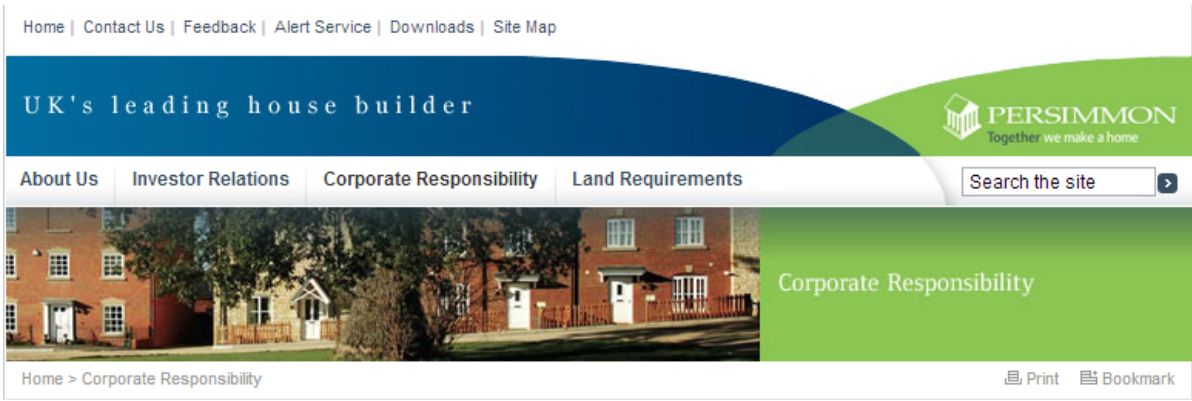 Home | Contact Us | Feedback | Alert Service | Downloads | Site Map
UK's leading house builder
PERSIMMON
Together we make a home
About Us Investor Relations Corporate Responsibility Land Requirements
Search the site
Corporate Responsibility
Home > Corporate Responsibility
Print Bookmark